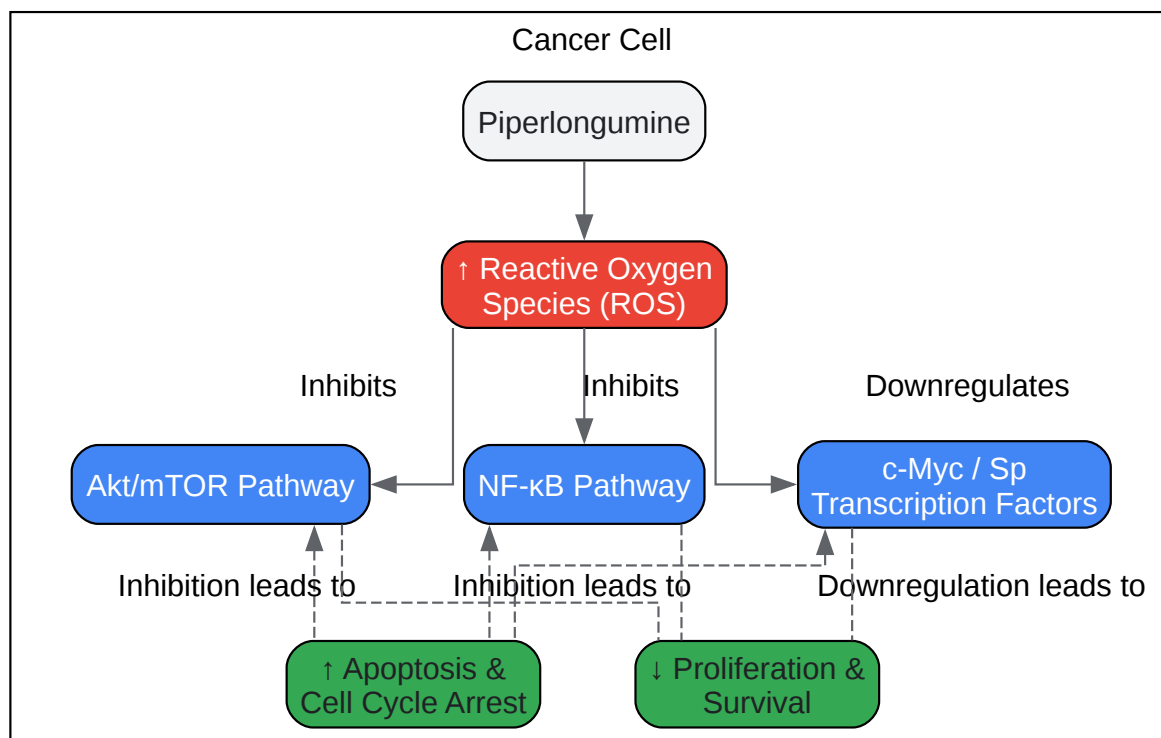 Cancer Cell
Piperlongumine
↑ Reactive Oxygen
Species (ROS)
Inhibits
Inhibits
Downregulates
Akt/mTOR Pathway
NF-κB Pathway
c-Myc / Sp
Transcription Factors
Inhibition leads to
Inhibition leads to
Downregulation leads to
↑ Apoptosis &
Cell Cycle Arrest
↓ Proliferation &
Survival